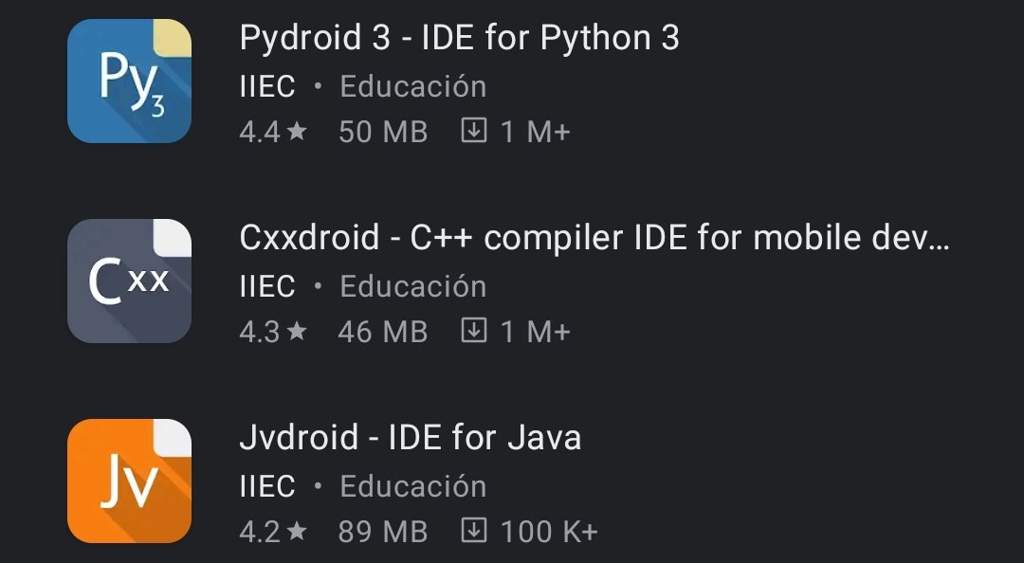 Py3
Pydroid 3 - IDE for Python 3
IIEC • Educación
4.4★ 50 MB 1 M+
Cxx
Cxxdroid - C++ compiler IDE for mobile dev...
IIEC • Educación
4.3★ 46 MB 1 M+
Jv
Jvdroid - IDE for Java
IIEC • Educación
4.2★ 89 MB 100 K+